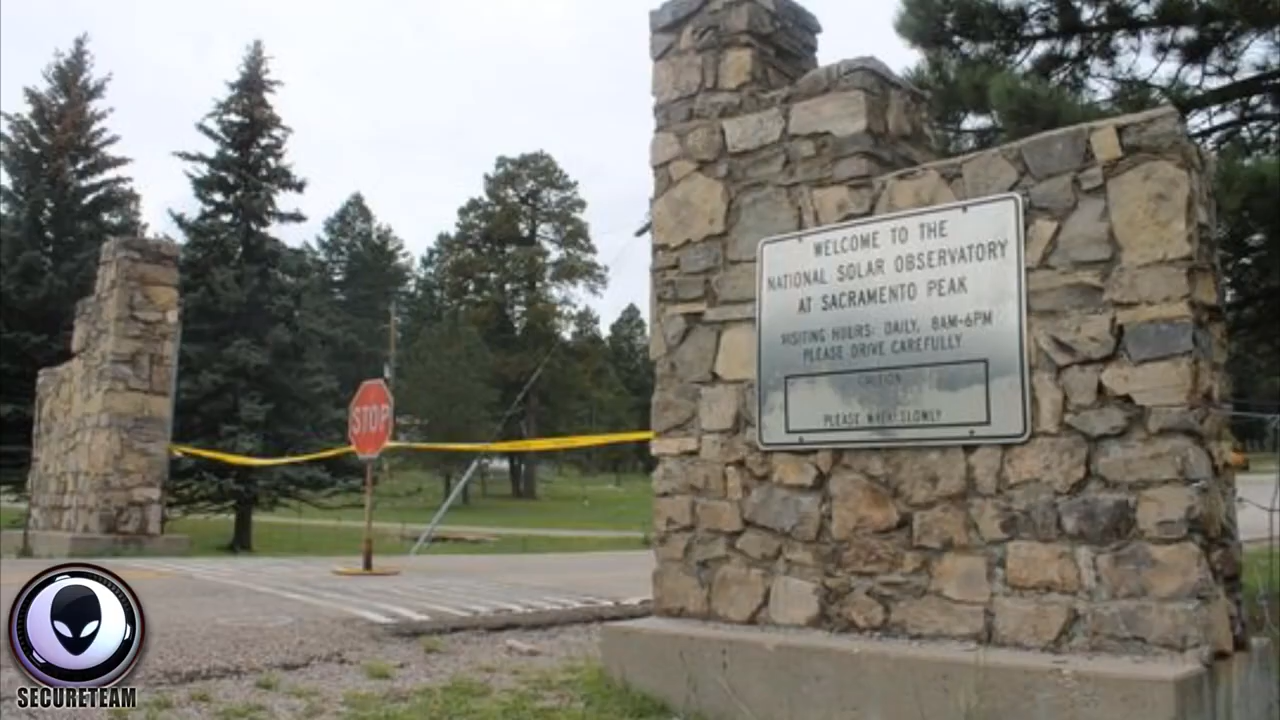 WELCOME TO THE
NATIONAL SOLAR OBSERVATORY
AT SACRAMENTO PEAK
VISITING HOURS: DAILY, 8AM-6PM
PLEASE DRIVE CAREFULLY
CAUTION
PLEASE WALK SLOWLY
STOP
SECURETEAM